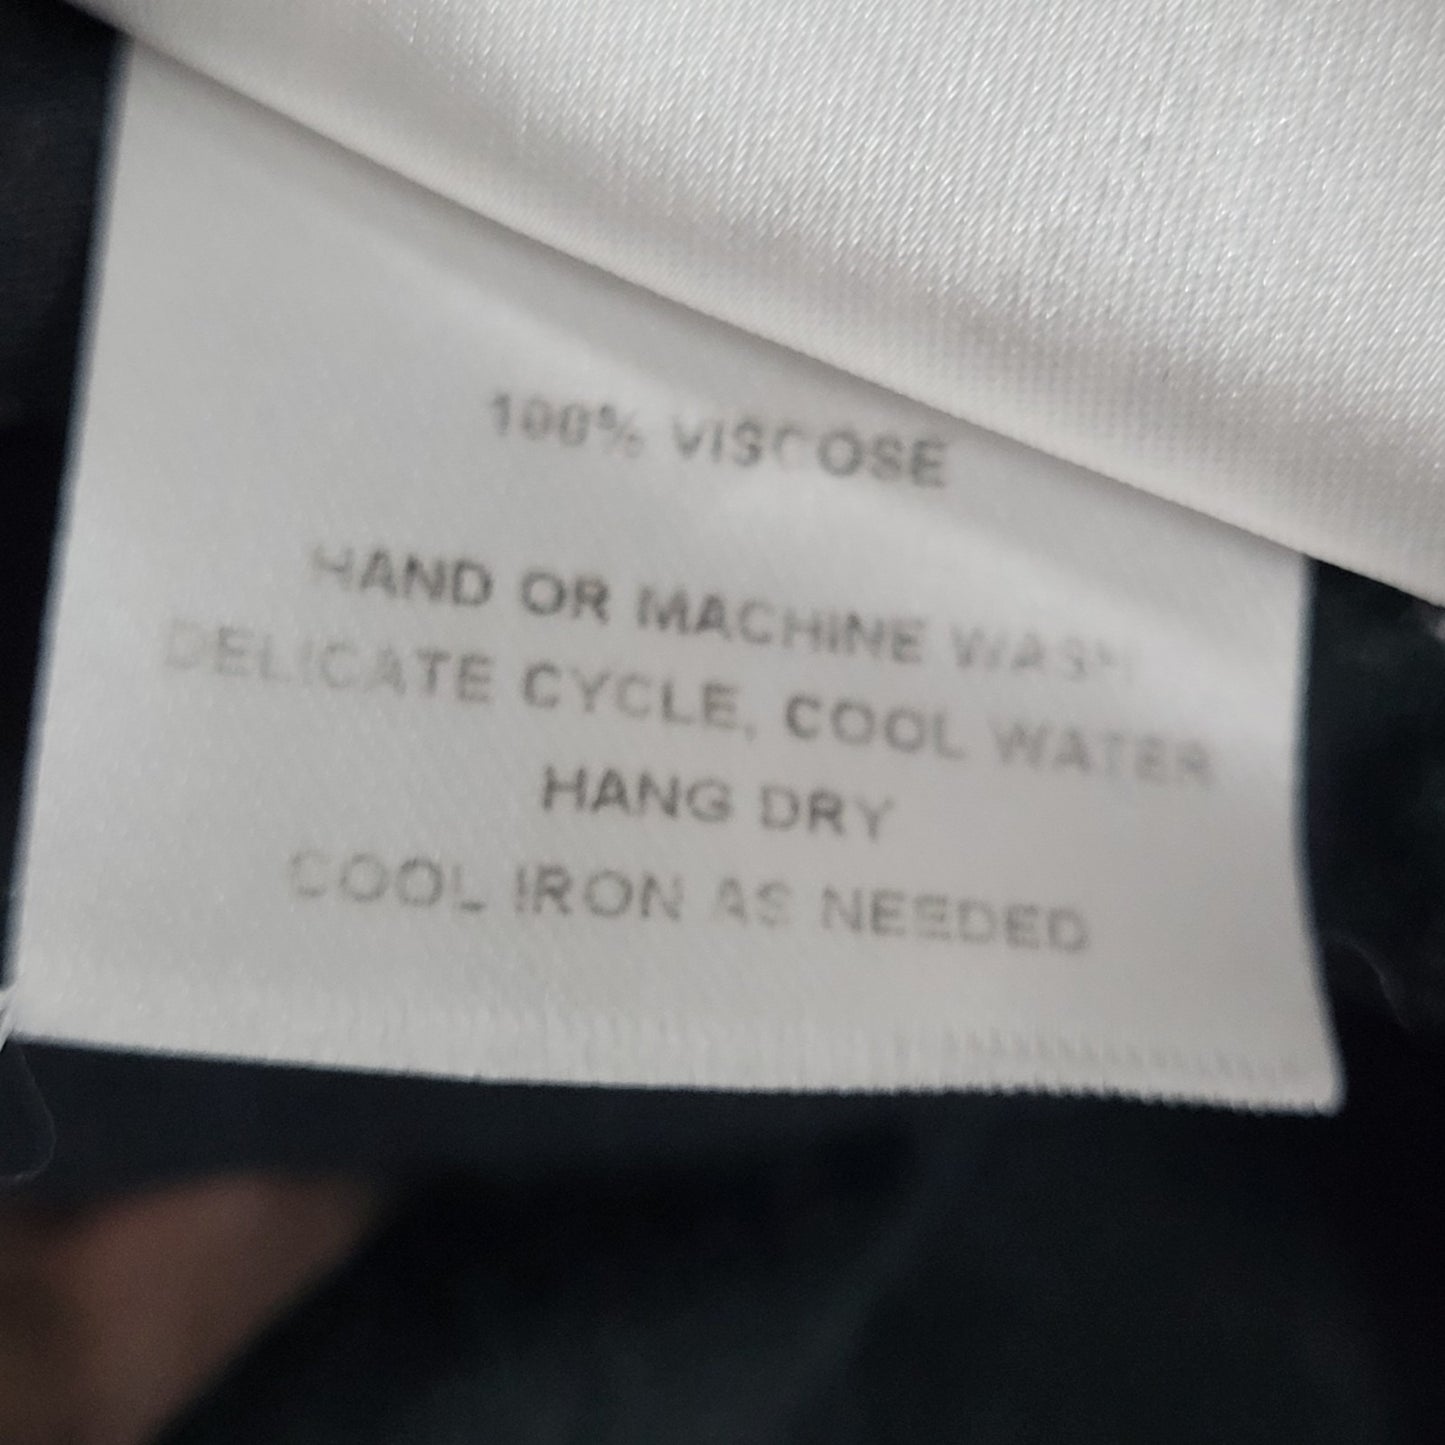 100% VISCOSE
HAND OR MACHINE WASH
DELICATE CYCLE, COOL WATER
HANG DRY
COOL IRON AS NEEDED